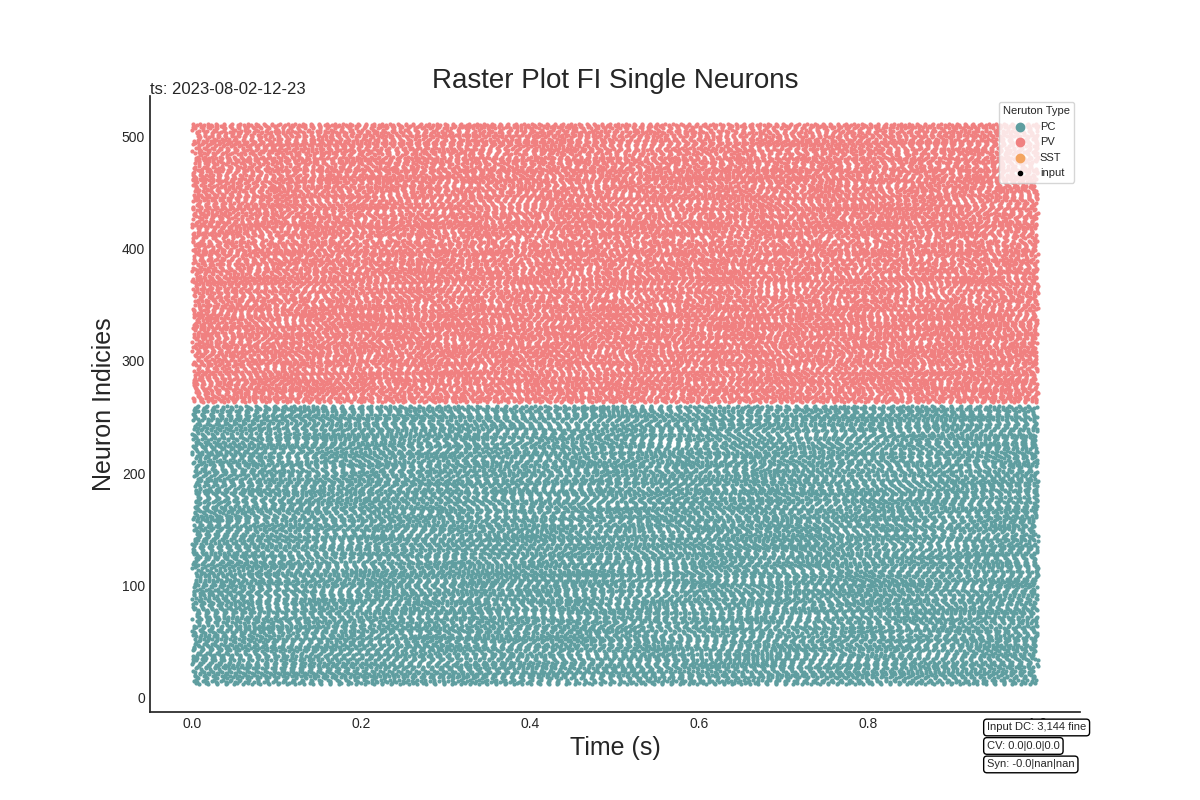 Raster Plot FI Single Neurons
ts: 2023-08-02-12-23
Neruton Type
PC
PV
SST
input
500
400
300
200
100
0
Neuron Indicies
0.0 0.2 0.4 0.6 0.8
Time (s)
Input DC: 3,144 fine
CV: 0.0|0.0|0.0
Syn: -0.0|nan|nan